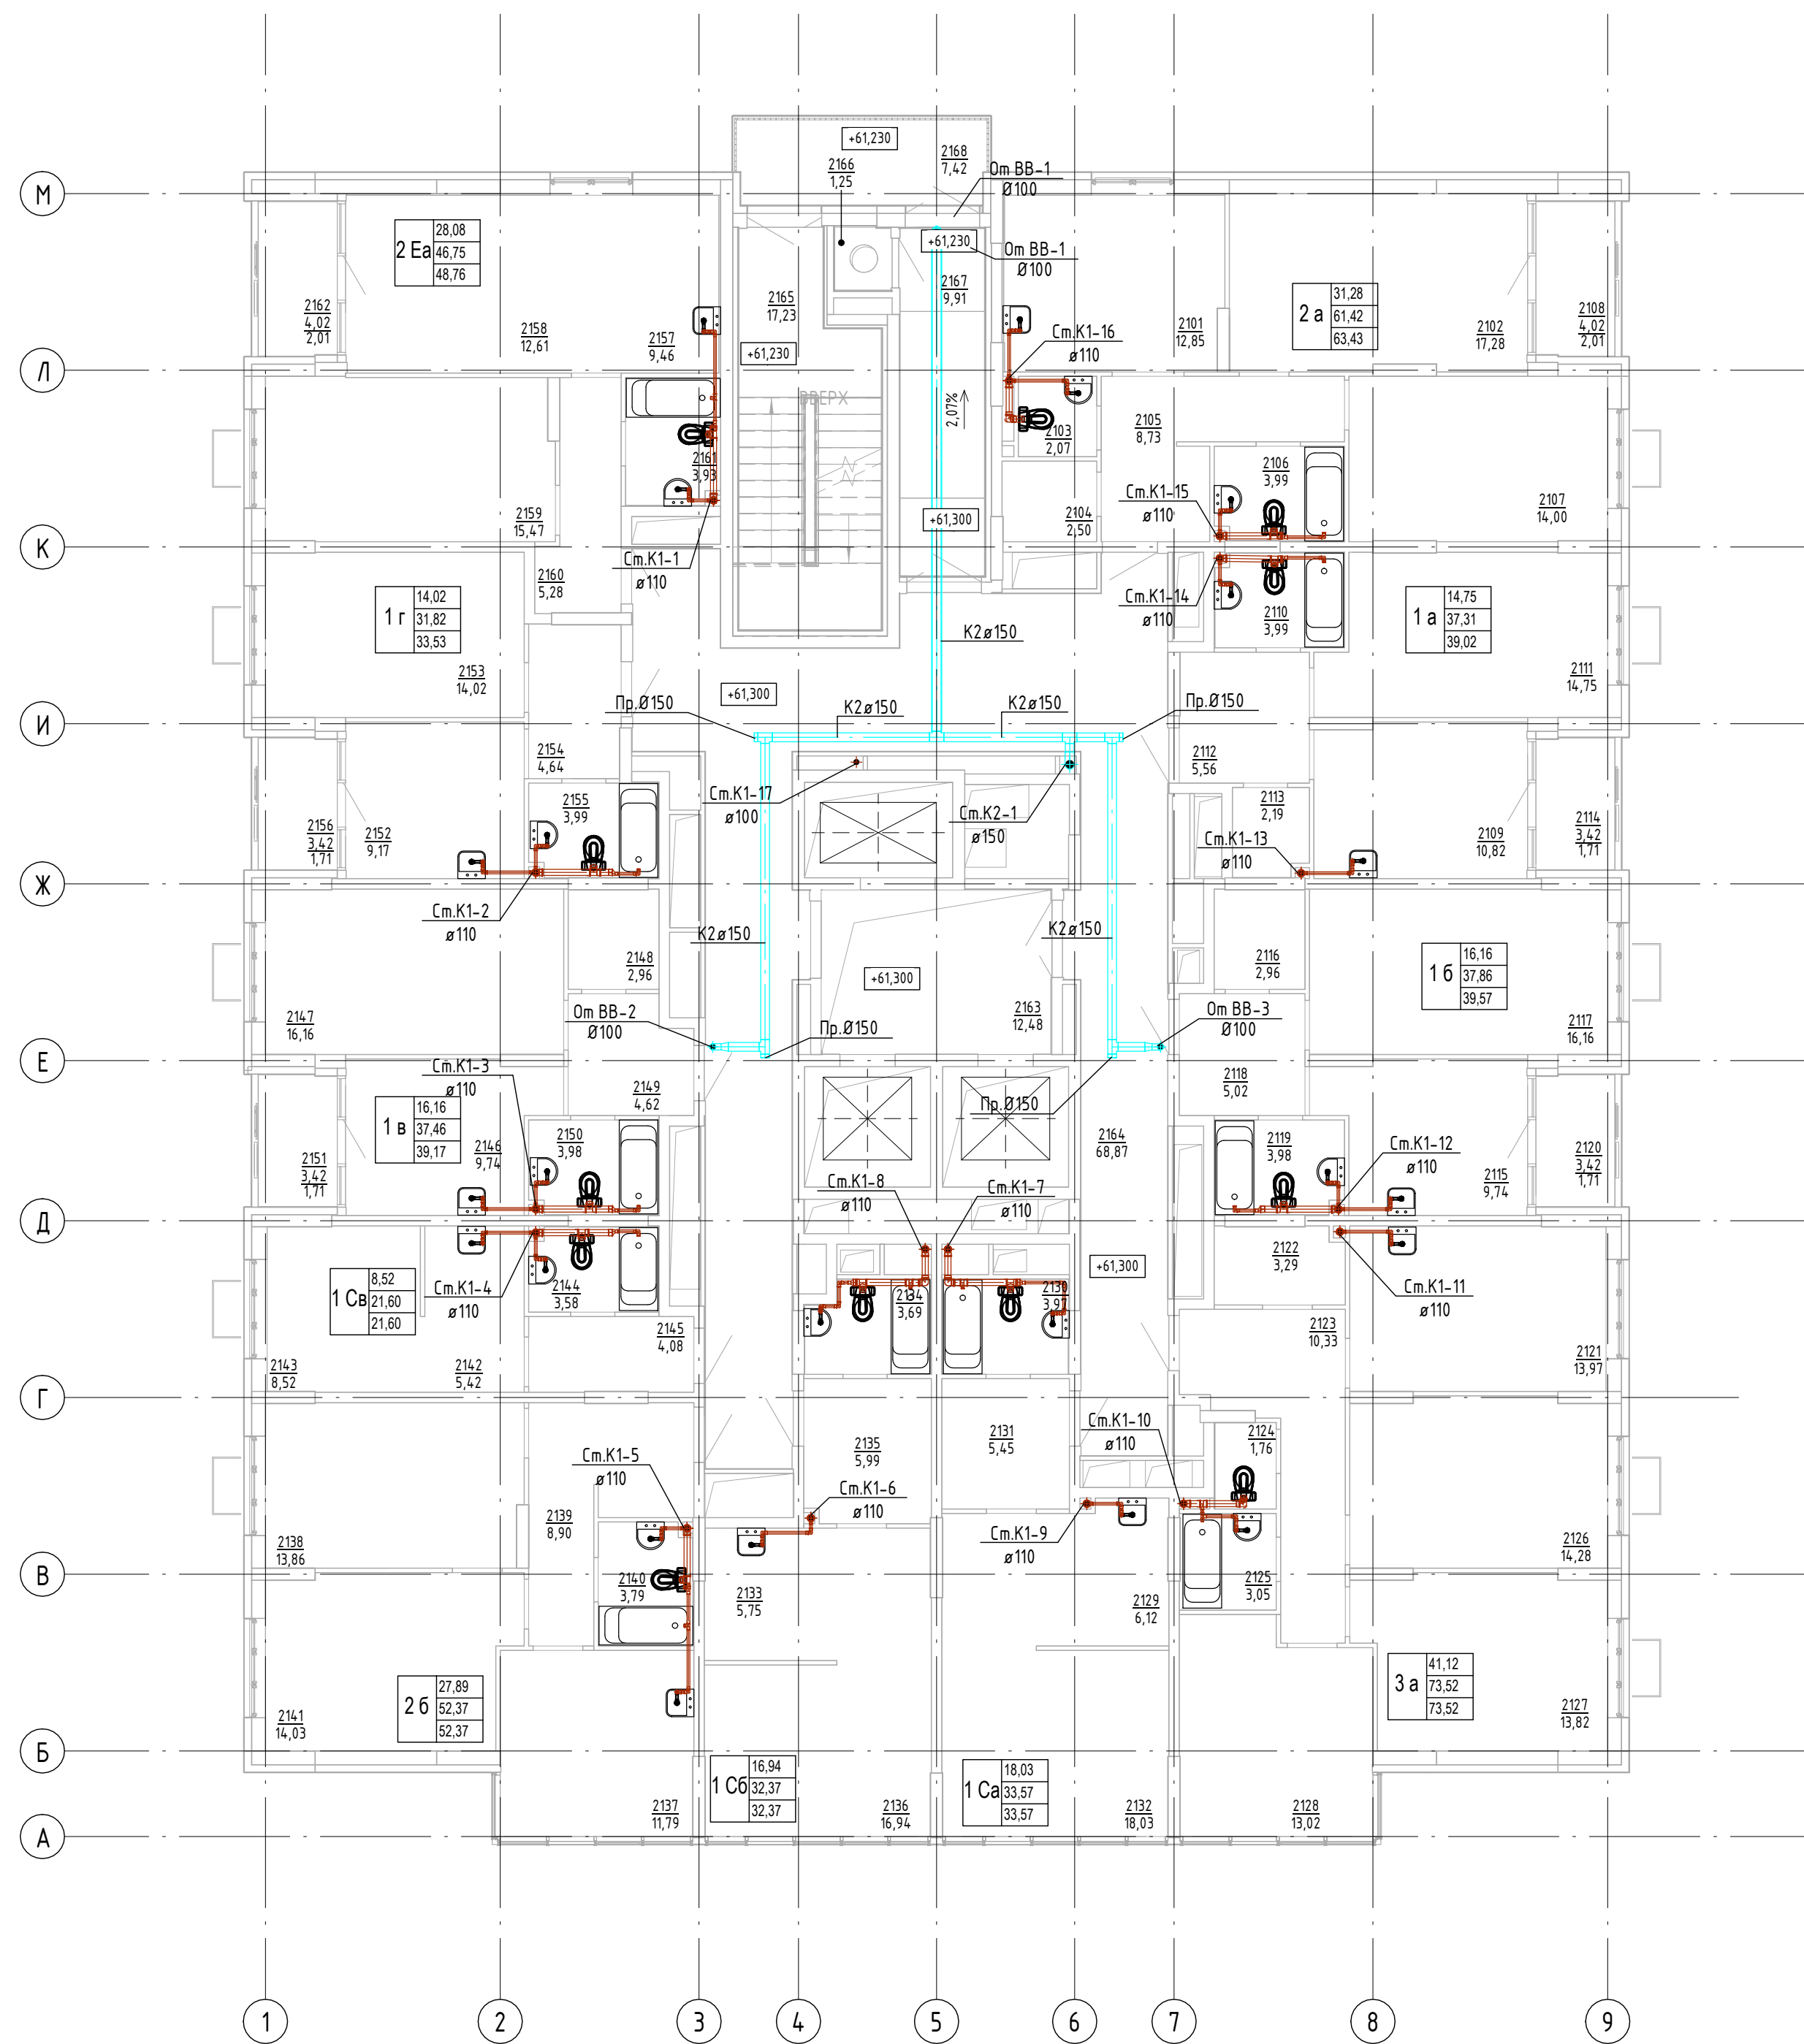 +61,230
2168
7,42
2166
1,25
От ВВ-1
Ø100
М
2 Еа
28,08
46,75
48,76
+61,230
От ВВ-1
Ø100
2167
9,91
2165
17,23
2162
4,02
2,01
2158
12,61
2157
9,46
+61,230
Ст.К1-16
ø110
2101
12,85
2 а
31,28
61,42
63,43
2102
17,28
2108
4,02
2,01
Л
ВВЕРХ
2,07%
2103
2,07
2105
8,73
2161
3,93
2106
3,99
2159
15,47
+61,300
2104
2,50
Ст.К1-15
ø110
2107
14,00
К
Ст.К1-1
ø110
2160
5,28
Ст.К1-14
ø110
2110
3,99
1 г
14,02
31,82
33,53
1 а
14,75
37,31
39,02
К2ø150
2153
14,02
2111
14,75
+61,300
Пр.Ø150
К2ø150
К2ø150
Пр.Ø150
И
2154
4,64
2112
5,56
Ст.К1-17
ø100
Ст.К2-1
ø150
2155
3,99
2113
2,19
2156
3,42
1,71
2152
9,17
Ст.К1-13
ø110
2109
10,82
2114
3,42
1,71
Ж
Ст.К1-2
ø110
К2ø150
К2ø150
2148
2,96
+61,300
2116
2,96
1 б
16,16
37,86
39,57
2147
16,16
От ВВ-2
Ø100
Пр.Ø150
2163
12,48
От ВВ-3
Ø100
2117
16,16
Е
Ст.К1-3
ø110
2149
4,62
2118
5,02
Пр.Ø150
1 в
16,16
37,46
39,17
2146
9,74
2150
3,98
2164
68,87
2119
3,98
Ст.К1-12
ø110
2151
3,42
1,71
2115
9,74
2120
3,42
1,71
Ст.К1-8
ø110
Ст.К1-7
ø110
Д
1 Св
8,52
21,60
21,60
Ст.К1-4
ø110
2144
3,58
+61,300
2122
3,29
Ст.К1-11
ø110
2134
3,69
2130
3,97
2145
4,08
2123
10,33
2143
8,52
2142
5,42
2121
13,97
Г
Ст.К1-5
ø110
2135
5,99
2131
5,45
Ст.К1-10
ø110
2124
1,76
Ст.К1-6
ø110
2139
8,90
Ст.К1-9
ø110
2138
13,86
2126
14,28
В
2140
3,79
2133
5,75
2129
6,12
2125
3,05
2 б
27,89
52,37
52,37
3 а
41,12
73,52
73,52
2141
14,03
2127
13,82
Б
1 Сб
16,94
32,37
32,37
1 Са
18,03
33,57
33,57
2137
11,79
2136
16,94
2132
18,03
2128
13,02
А
1
2
3
4
5
6
7
8
9